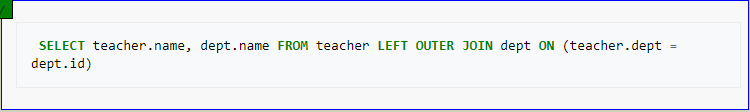 SELECT teacher.name, dept.name FROM teacher LEFT OUTER JOIN dept ON (teacher.dept =
dept.id)